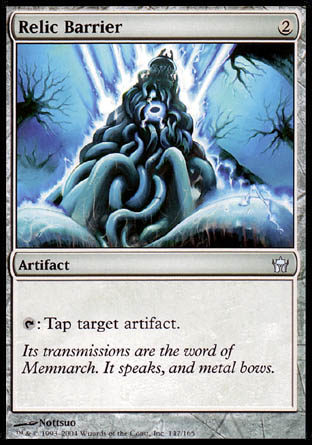 Relic Barrier 2
Artifact
: Tap target artifact.
Its transmissions are the word of
Memnarch. It speaks, and metal bows.
Nottsuo
™ & © 1993–2004 Wizards of the Coast, Inc. 147/165